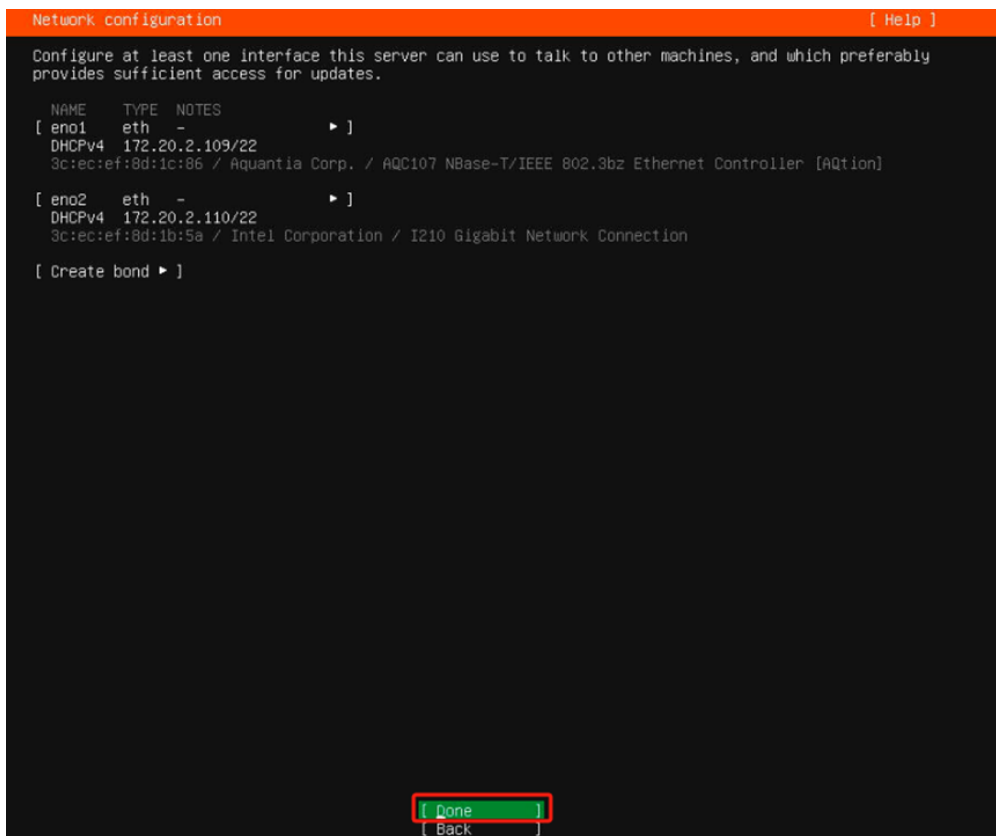 Network configuration [ Help ]
Configure at least one interface this server can use to talk to other machines, and which preferably
provides sufficient access for updates.
NAME TYPE NOTES
[ eno1 eth - ▸ ]
DHCPv4 172.20.2.109/22
3c:ec:ef:8d:1c:86 / Aquantia Corp. / AQC107 NBase-T/IEEE 802.3bz Ethernet Controller [AQtion]
[ eno2 eth - ▸ ]
DHCPv4 172.20.2.110/22
3c:ec:ef:8d:1b:5a / Intel Corporation / I210 Gigabit Network Connection
[ Create bond ▸ ]
[ Done ]
[ Back ]